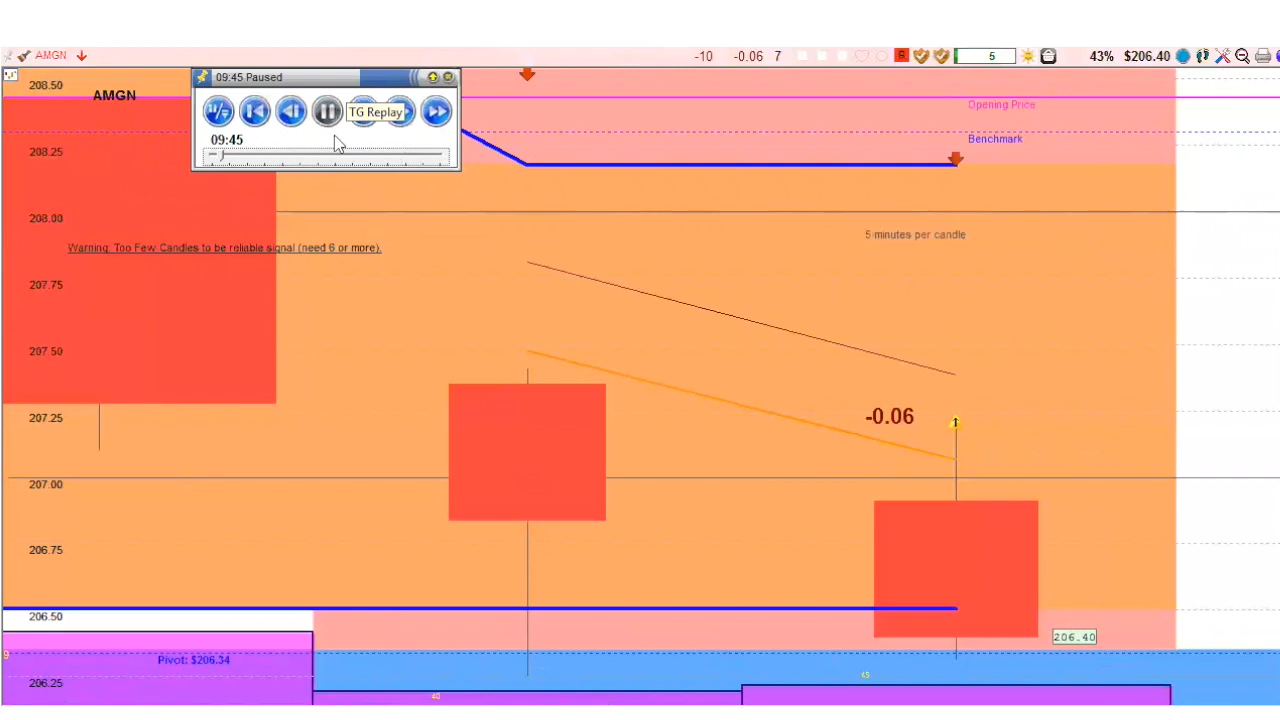 AMGN
-10 -0.06 7
5
43% $206.40
09:45 Paused
TG Replay
09:45
AMGN
208.50
208.25
208.00
207.75
207.50
207.25
207.00
206.75
206.50
206.25
Opening Price
Benchmark
5 minutes per candle
Warning: Too Few Candles to be reliable signal (need 6 or more).
-0.06
206.40
Pivot: $206.34
40
45